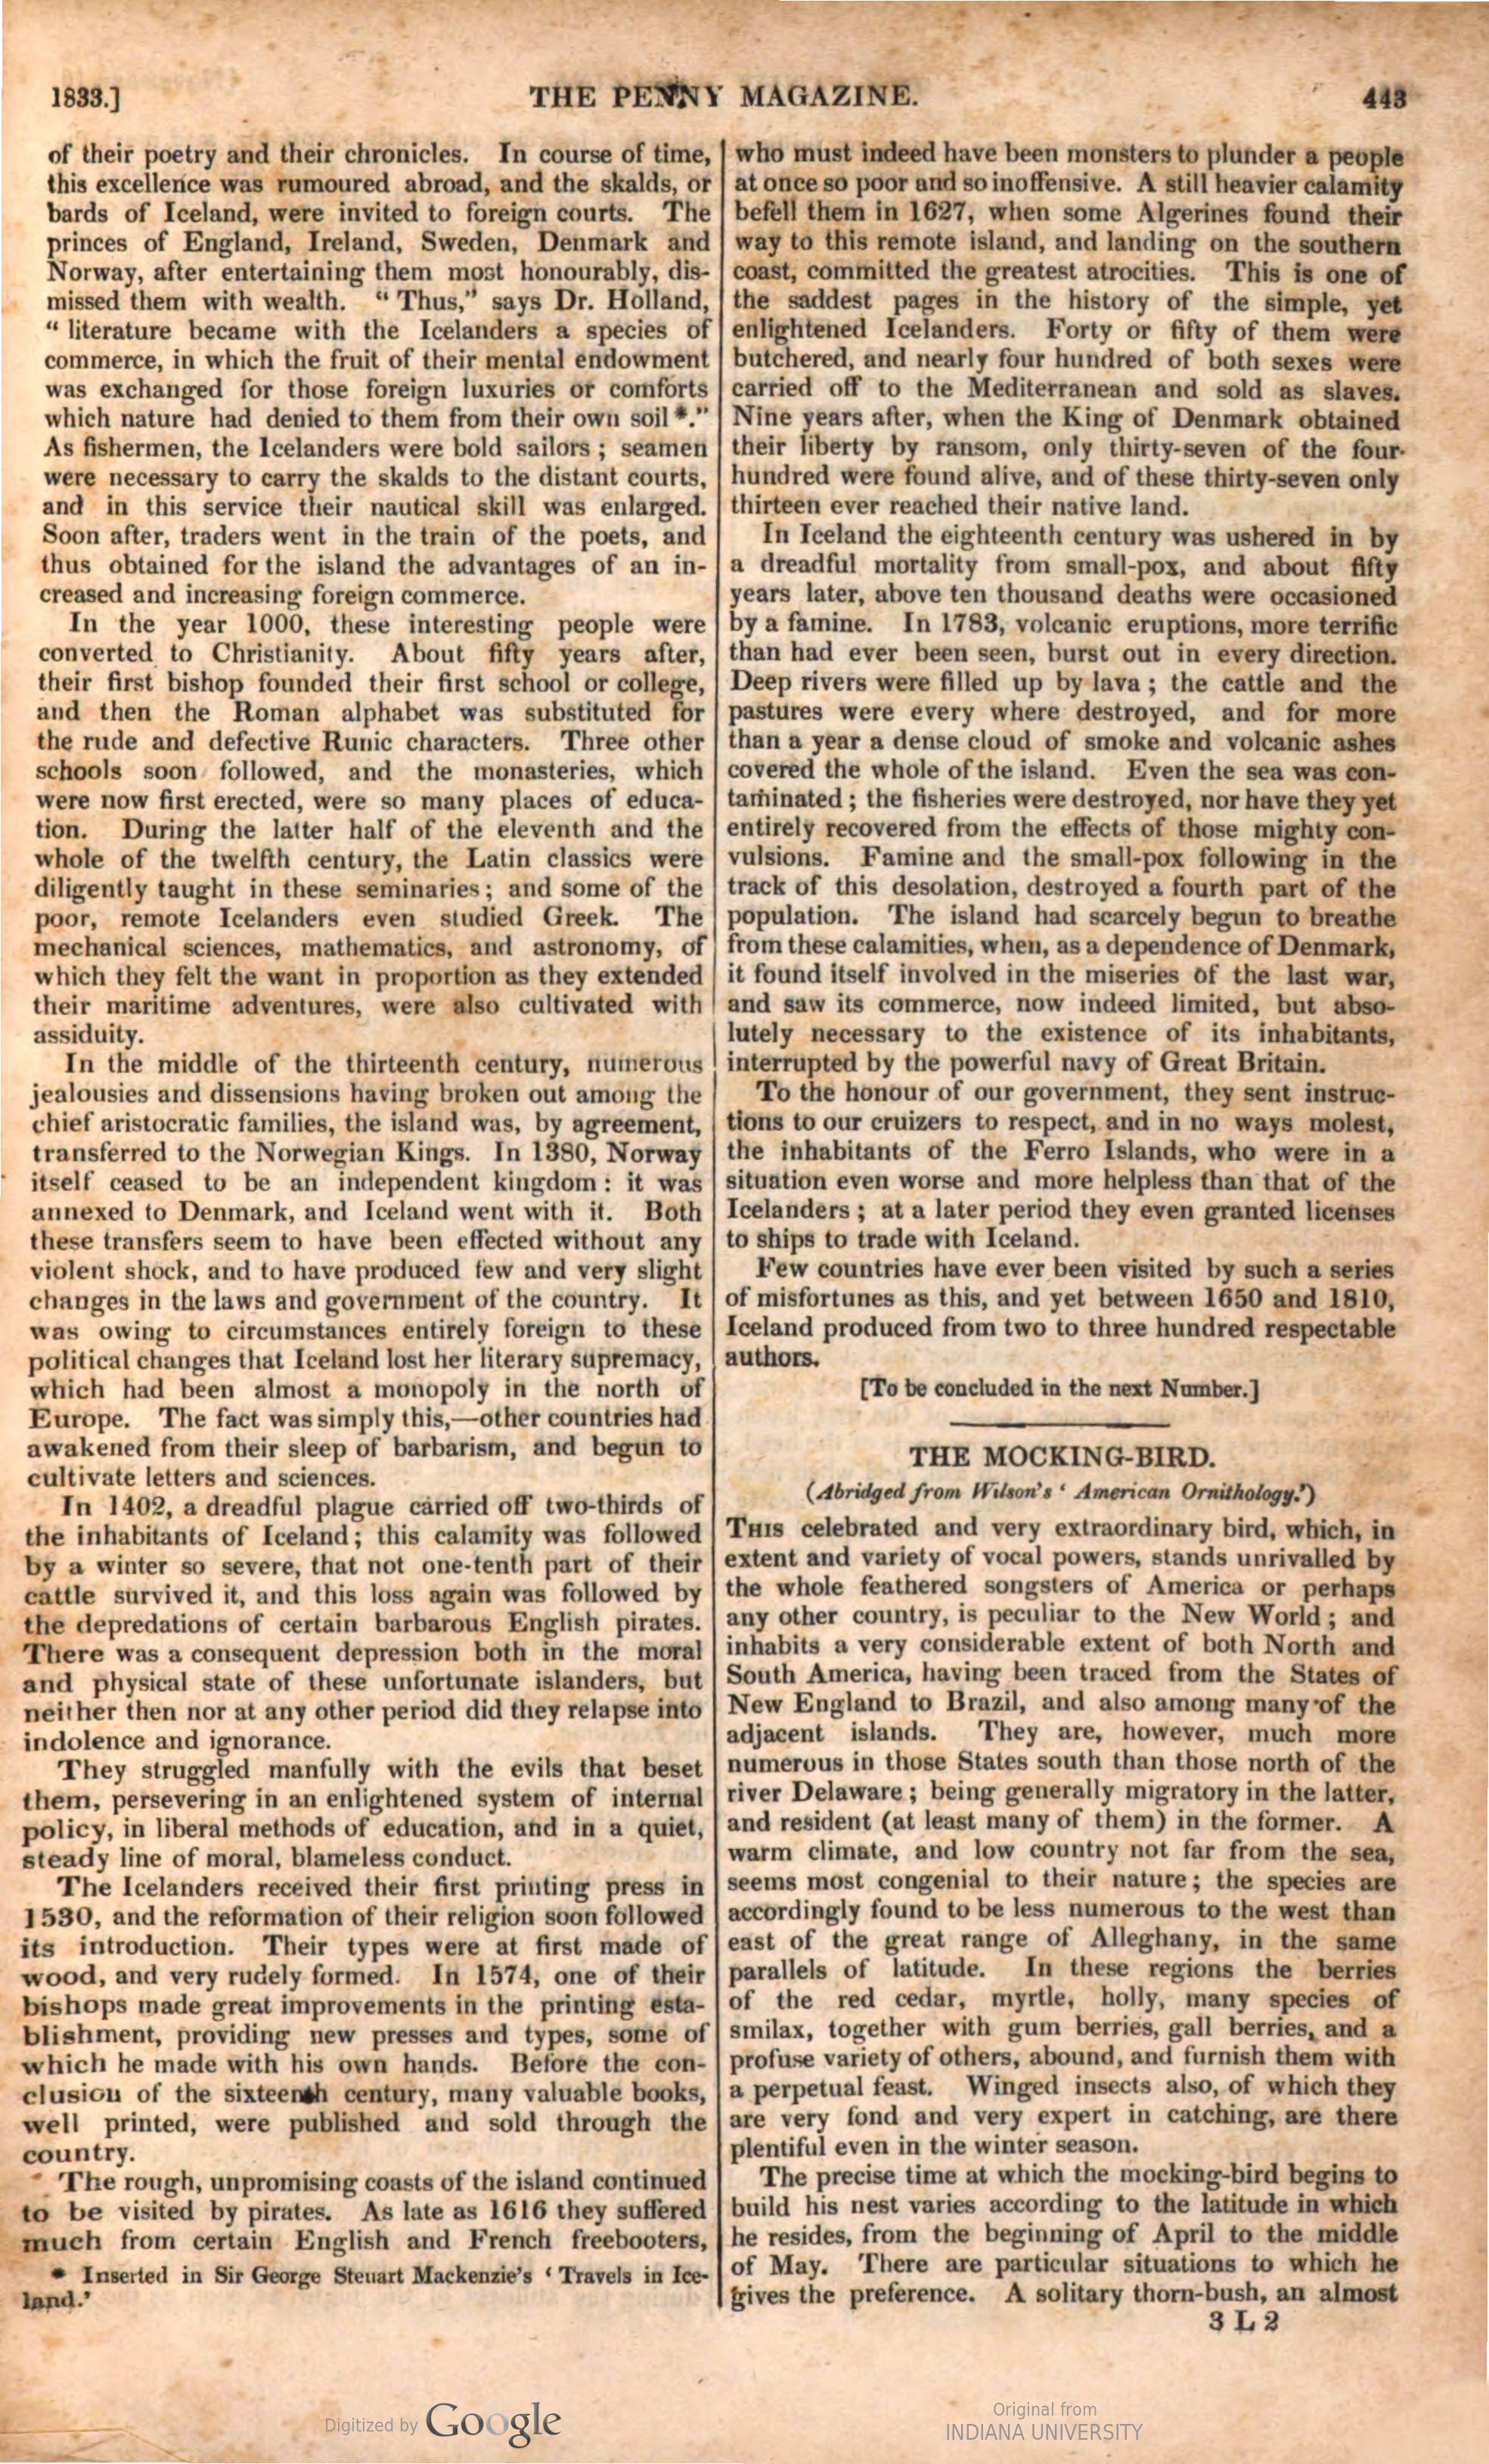 1833.]
THE PENNY MAGAZINE.
443
of their poetry and their chronicles. In course of time,
this excellence was rumoured abroad, and the skalds, or
bards of Iceland, were invited to foreign courts. The
princes of England, Ireland, Sweden, Denmark and
Norway, after entertaining them most honourably, dis-
missed them with wealth. “Thus,” says Dr. Holland,
“literature became with the Icelanders a species of
commerce, in which the fruit of their mental endowment
was exchanged for those foreign luxuries or comforts
which nature had denied to them from their own soil*.”
As fishermen, the Icelanders were bold sailors; seamen
were necessary to carry the skalds to the distant courts,
and in this service their nautical skill was enlarged.
Soon after, traders went in the train of the poets, and
thus obtained for the island the advantages of an in-
creased and increasing foreign commerce.
In the year 1000, these interesting people were
converted to Christianity. About fifty years after,
their first bishop founded their first school or college,
and then the Roman alphabet was substituted for
the rude and defective Runic characters. Three other
schools soon followed, and the monasteries, which
were now first erected, were so many places of educa-
tion. During the latter half of the eleventh and the
whole of the twelfth century, the Latin classics were
diligently taught in these seminaries; and some of the
poor, remote Icelanders even studied Greek. The
mechanical sciences, mathematics, and astronomy, of
which they felt the want in proportion as they extended
their maritime adventures, were also cultivated with
assiduity.
In the middle of the thirteenth century, numerous
jealousies and dissensions having broken out among the
chief aristocratic families, the island was, by agreement,
transferred to the Norwegian Kings. In 1380, Norway
itself ceased to be an independent kingdom: it was
annexed to Denmark, and Iceland went with it. Both
these transfers seem to have been effected without any
violent shock, and to have produced few and very slight
changes in the laws and government of the country. It
was owing to circumstances entirely foreign to these
political changes that Iceland lost her literary supremacy,
which had been almost a monopoly in the north of
Europe. The fact was simply this,—other countries had
awakened from their sleep of barbarism, and begun to
cultivate letters and sciences.
In 1402, a dreadful plague carried off two-thirds of
the inhabitants of Iceland; this calamity was followed
by a winter so severe, that not one-tenth part of their
cattle survived it, and this loss again was followed by
the depredations of certain barbarous English pirates.
There was a consequent depression both in the moral
and physical state of these unfortunate islanders, but
neither then nor at any other period did they relapse into
indolence and ignorance.
They struggled manfully with the evils that beset
them, persevering in an enlightened system of internal
policy, in liberal methods of education, and in a quiet,
steady line of moral, blameless conduct.
The Icelanders received their first printing press in
1530, and the reformation of their religion soon followed
its introduction. Their types were at first made of
wood, and very rudely formed. In 1574, one of their
bishops made great improvements in the printing esta-
blishment, providing new presses and types, some of
which he made with his own hands. Before the con-
clusion of the sixteenth century, many valuable books,
well printed, were published and sold through the
country.
The rough, unpromising coasts of the island continued
to be visited by pirates. As late as 1616 they suffered
much from certain English and French freebooters,
* Inserted in Sir George Steuart Mackenzie's ‘Travels in Ice-
land.’
who must indeed have been monsters to plunder a people
at once so poor and so inoffensive. A still heavier calamity
befell them in 1627, when some Algerines found their
way to this remote island, and landing on the southern
coast, committed the greatest atrocities. This is one of
the saddest pages in the history of the simple, yet
enlightened Icelanders. Forty or fifty of them were
butchered, and nearly four hundred of both sexes were
carried off to the Mediterranean and sold as slaves.
Nine years after, when the King of Denmark obtained
their liberty by ransom, only thirty-seven of the four-
hundred were found alive, and of these thirty-seven only
thirteen ever reached their native land.
In Iceland the eighteenth century was ushered in by
a dreadful mortality from small-pox, and about fifty
years later, above ten thousand deaths were occasioned
by a famine. In 1783, volcanic eruptions, more terrific
than had ever been seen, burst out in every direction.
Deep rivers were filled up by lava; the cattle and the
pastures were every where destroyed, and for more
than a year a dense cloud of smoke and volcanic ashes
covered the whole of the island. Even the sea was con-
taminated; the fisheries were destroyed, nor have they yet
entirely recovered from the effects of those mighty con-
vulsions. Famine and the small-pox following in the
track of this desolation, destroyed a fourth part of the
population. The island had scarcely begun to breathe
from these calamities, when, as a dependence of Denmark,
it found itself involved in the miseries of the last war,
and saw its commerce, now indeed limited, but abso-
lutely necessary to the existence of its inhabitants,
interrupted by the powerful navy of Great Britain.
To the honour of our government, they sent instruc-
tions to our cruizers to respect, and in no ways molest,
the inhabitants of the Ferro Islands, who were in a
situation even worse and more helpless than that of the
Icelanders; at a later period they even granted licenses
to ships to trade with Iceland.
Few countries have ever been visited by such a series
of misfortunes as this, and yet between 1650 and 1810,
Iceland produced from two to three hundred respectable
authors.
[To be concluded in the next Number.]
THE MOCKING-BIRD.
(Abridged from Wilson's ‘American Ornithology.’)
THIS celebrated and very extraordinary bird, which, in
extent and variety of vocal powers, stands unrivalled by
the whole feathered songsters of America or perhaps
any other country, is peculiar to the New World; and
inhabits a very considerable extent of both North and
South America, having been traced from the States of
New England to Brazil, and also among many of the
adjacent islands. They are, however, much more
numerous in those States south than those north of the
river Delaware; being generally migratory in the latter,
and resident (at least many of them) in the former. A
warm climate, and low country not far from the sea,
seems most congenial to their nature; the species are
accordingly found to be less numerous to the west than
east of the great range of Alleghany, in the same
parallels of latitude. In these regions the berries
of the red cedar, myrtle, holly, many species of
smilax, together with gum berries, gall berries, and a
profuse variety of others, abound, and furnish them with
a perpetual feast. Winged insects also, of which they
are very fond and very expert in catching, are there
plentiful even in the winter season.
The precise time at which the mocking-bird begins to
build his nest varies according to the latitude in which
he resides, from the beginning of April to the middle
of May. There are particular situations to which he
gives the preference. A solitary thorn-bush, an almost
3 L 2
Digitized by Google
Original from
INDIANA UNIVERSITY